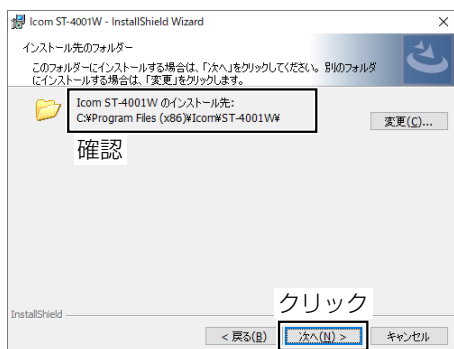 Icom ST-4001W - InstallShield Wizard
インストール先のフォルダー
このフォルダーにインストールする場合は、「次へ」をクリックしてください。別のフォルダ
にインストールする場合は、「変更」をクリックします。
Icom ST-4001W のインストール先:
C:¥Program Files (x86)¥Icom¥ST-4001W¥
変更(C)...
確認
クリック
InstallShield
< 戻る(B)
次へ(N) >
キャンセル